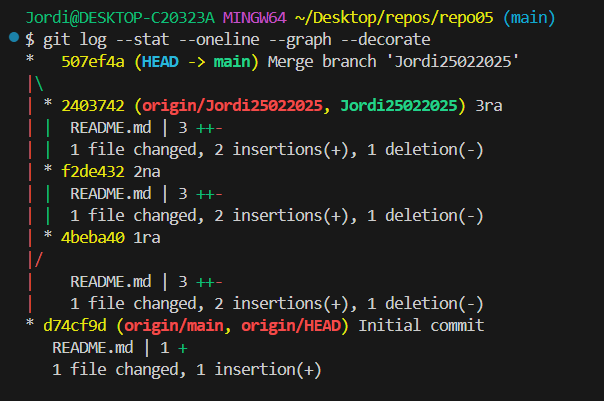 Jordi@DESKTOP-C20323A MINGW64 ~/Desktop/repos/repo05 (main)
$ git log --stat --oneline --graph --decorate
*   507ef4a (HEAD -> main) Merge branch 'Jordi25022025'
|\
| * 2403742 (origin/Jordi25022025, Jordi25022025) 3ra
| |  README.md | 3 ++-
| |  1 file changed, 2 insertions(+), 1 deletion(-)
| * f2de432 2na
| |  README.md | 3 ++-
| |  1 file changed, 2 insertions(+), 1 deletion(-)
| * 4beba40 1ra
|/
|    README.md | 3 ++-
|    1 file changed, 2 insertions(+), 1 deletion(-)
* d74cf9d (origin/main, origin/HEAD) Initial commit
   README.md | 1 +
   1 file changed, 1 insertion(+)